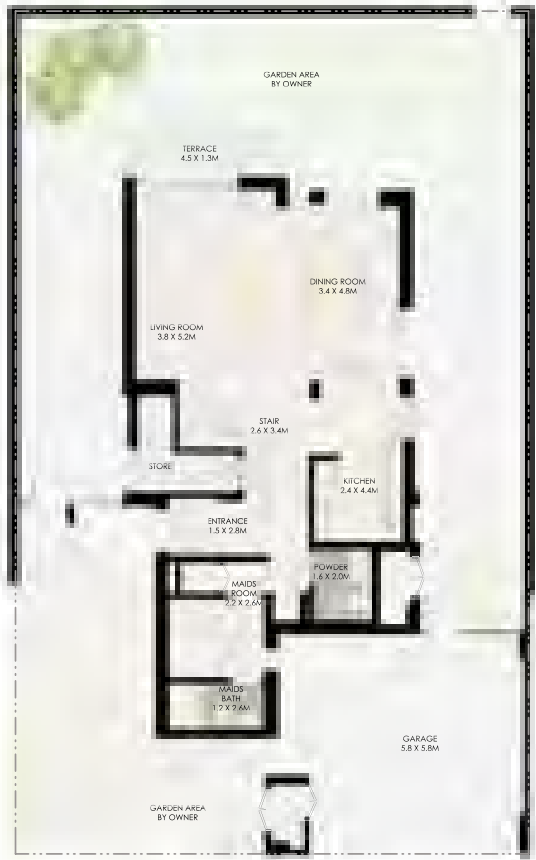 GARDEN AREA
BY OWNER
TERRACE
4.5 X 1.3M
DINING ROOM
3.4 X 4.8M
LIVING ROOM
3.8 X 5.2M
STAIR
2.6 X 3.4M
STORE
KITCHEN
2.4 X 4.4M
ENTRANCE
1.5 X 2.8M
POWDER
1.6 X 2.0M
MAIDS
ROOM
2.2 X 2.6M
MAIDS
BATH
1.2 X 2.6M
GARAGE
5.8 X 5.8M
GARDEN AREA
BY OWNER